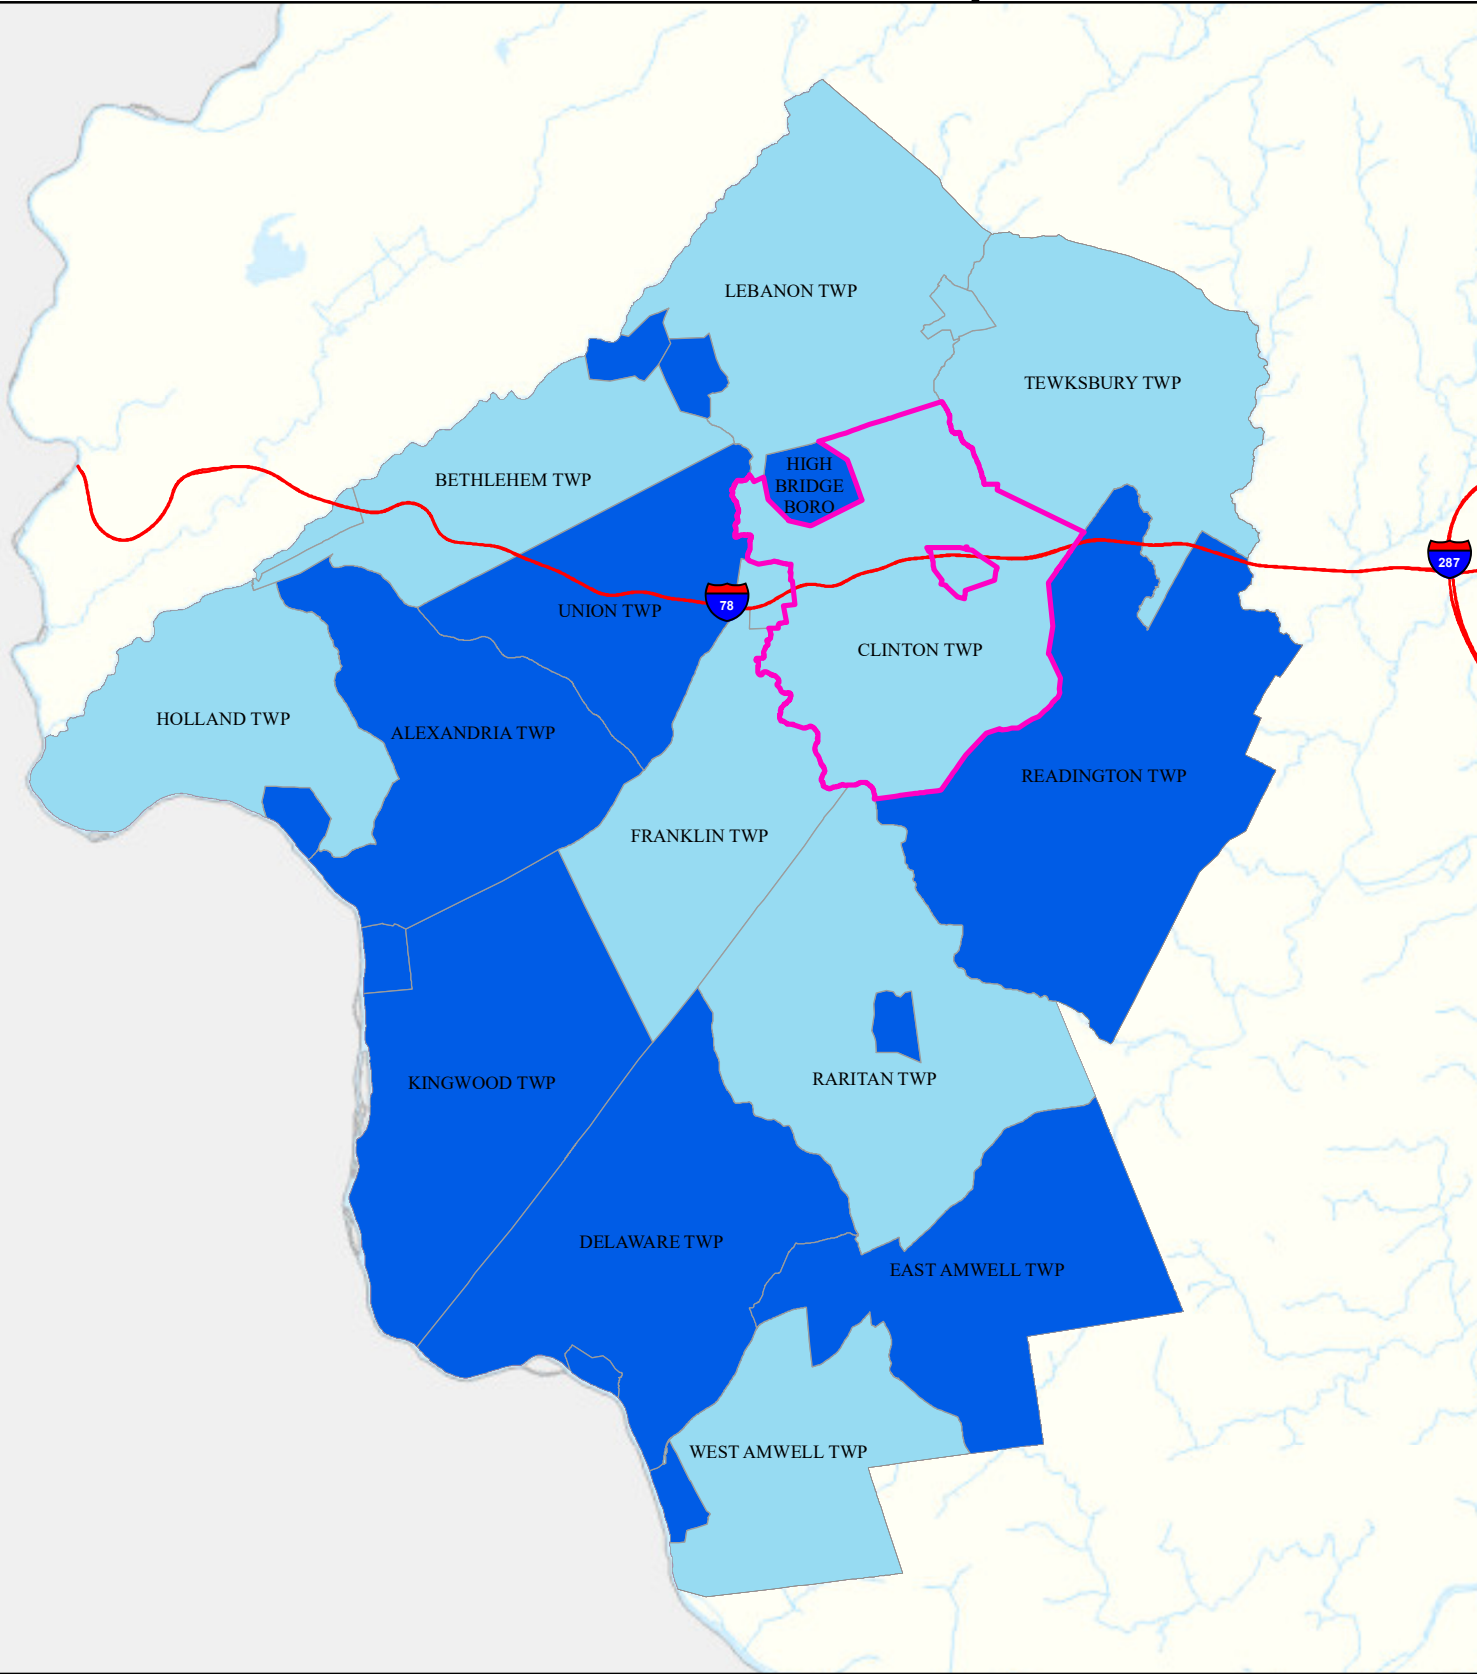 LEBANON TWP
TEWKSBURY TWP
HIGH
BRIDGE
BORO
BETHLEHEM TWP
287
78
UNION TWP
CLINTON TWP
HOLLAND TWP
ALEXANDRIA TWP
READINGTON TWP
FRANKLIN TWP
RARITAN TWP
KINGWOOD TWP
DELAWARE TWP
EAST AMWELL TWP
WEST AMWELL TWP